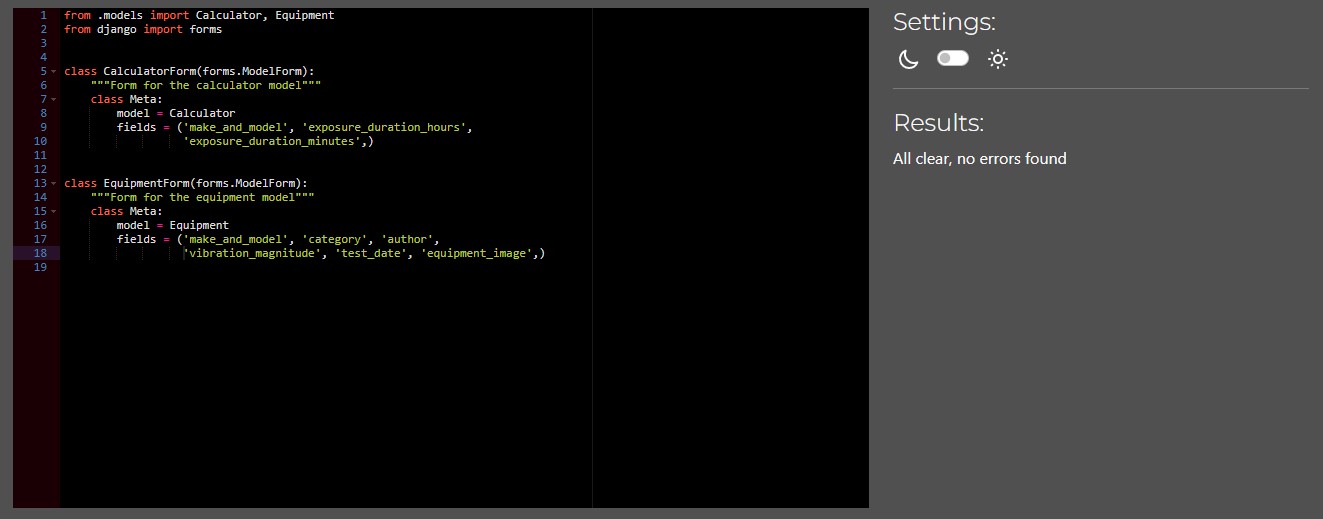 1 from .models import Calculator, Equipment
2 from django import forms
3
4
5 class CalculatorForm(forms.ModelForm):
6     """Form for the calculator model"""
7     class Meta:
8         model = Calculator
9         fields = ('make_and_model', 'exposure_duration_hours',
10                   'exposure_duration_minutes',)
11
12
13 class EquipmentForm(forms.ModelForm):
14     """Form for the equipment model"""
15     class Meta:
16         model = Equipment
17         fields = ('make_and_model', 'category', 'author',
18                   'vibration_magnitude', 'test_date', 'equipment_image',)
19
Settings:
Results:
All clear, no errors found